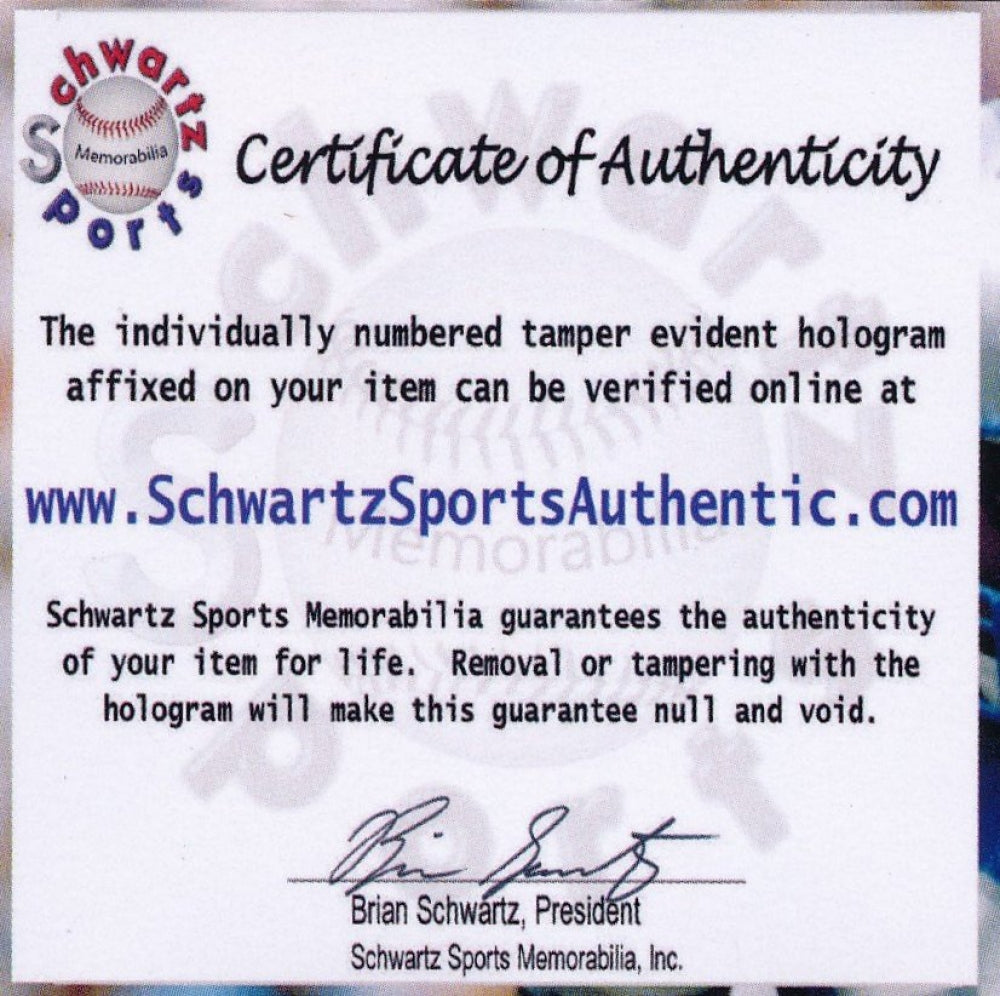 Schwartz
Sports
Memorabilia
Certificate of Authenticity
The individually numbered tamper evident hologram
affixed on your item can be verified online at
www.SchwartzSportsAuthentic.com
Schwartz Sports Memorabilia guarantees the authenticity
of your item for life. Removal or tampering with the
hologram will make this guarantee null and void.
Brian Schwartz
Brian Schwartz, President
Schwartz Sports Memorabilia, Inc.